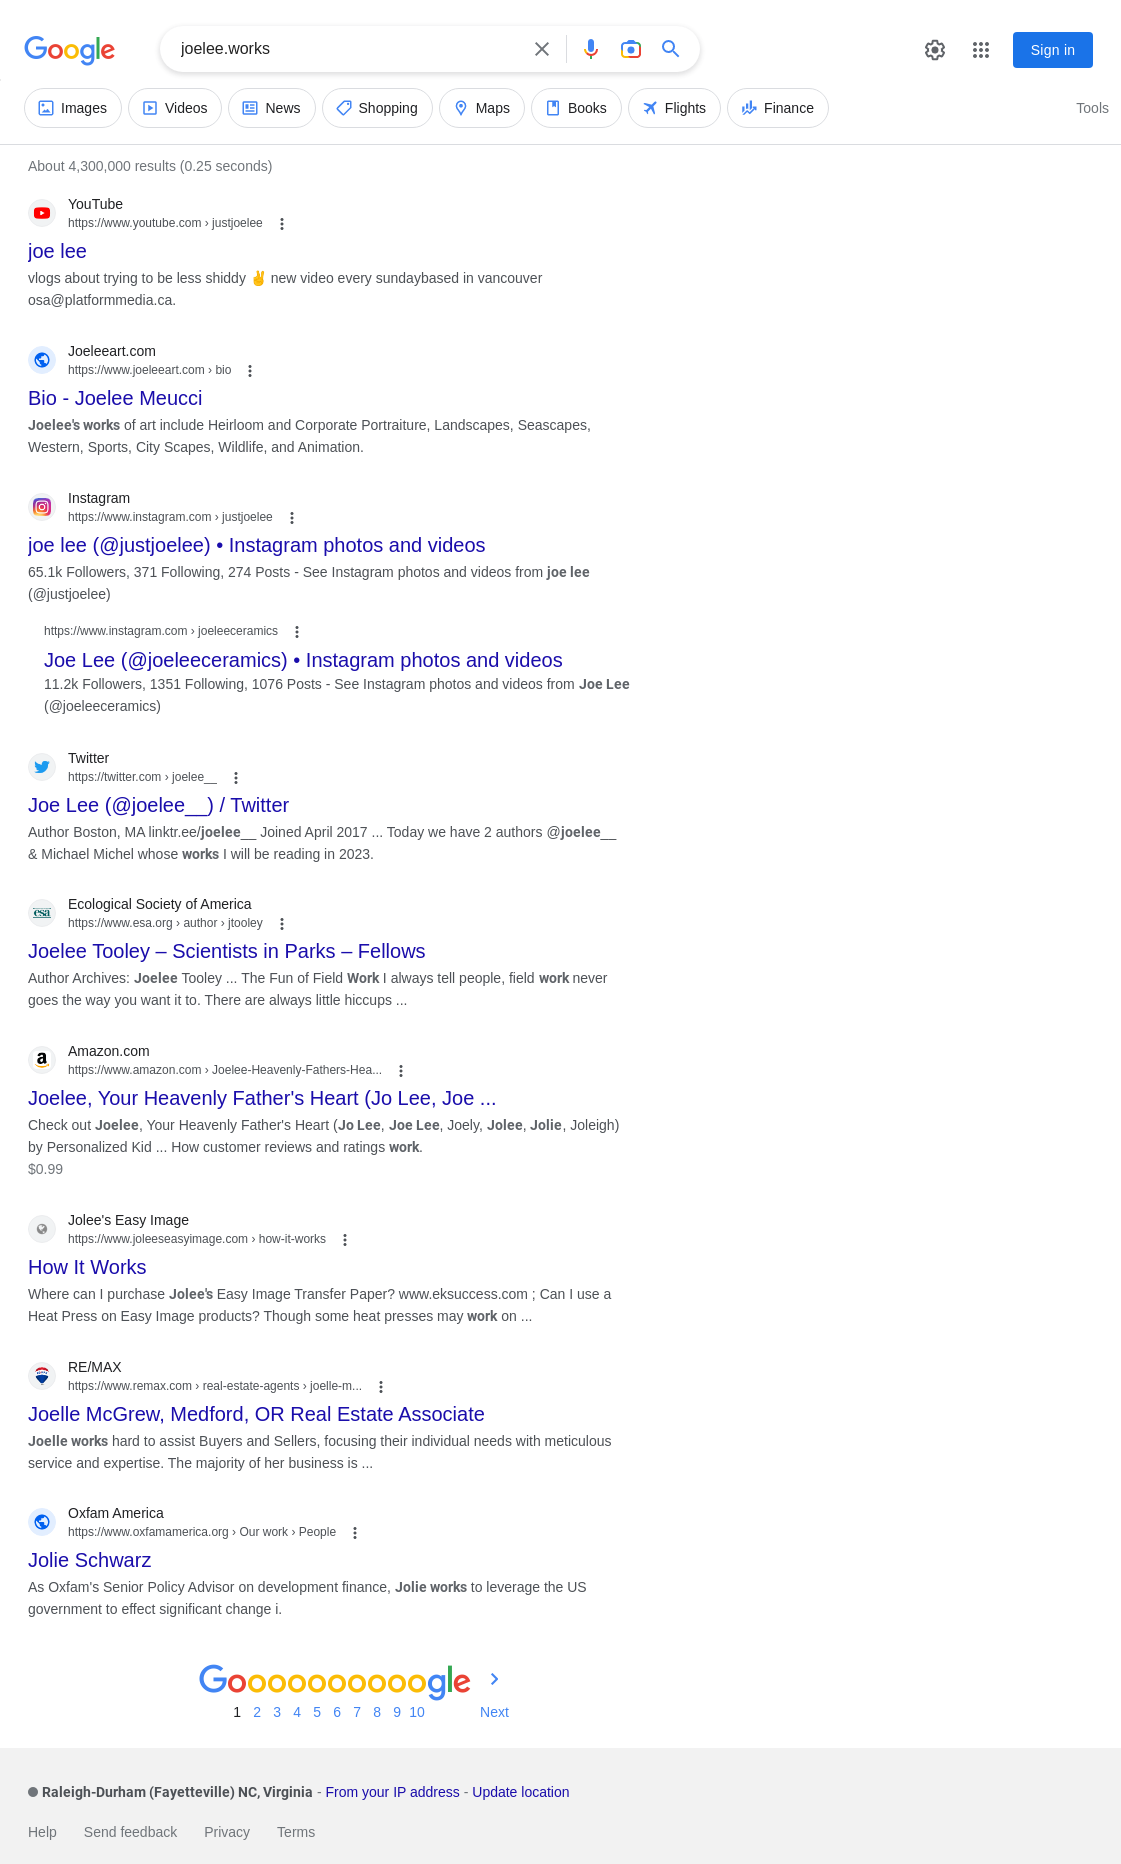 Google
joelee.works
Sign in
Images
Videos
News
Shopping
Maps
Books
Flights
Finance
Tools
About 4,300,000 results (0.25 seconds)
YouTube
https://www.youtube.com › justjoelee
joe lee
vlogs about trying to be less shiddy ✌️ new video every sundaybased in vancouver
osa@platformmedia.ca.
Joeleeart.com
https://www.joeleeart.com › bio
Bio - Joelee Meucci
Joelee's works of art include Heirloom and Corporate Portraiture, Landscapes, Seascapes,
Western, Sports, City Scapes, Wildlife, and Animation.
Instagram
https://www.instagram.com › justjoelee
joe lee (@justjoelee) • Instagram photos and videos
65.1k Followers, 371 Following, 274 Posts - See Instagram photos and videos from joe lee
(@justjoelee)
https://www.instagram.com › joeleeceramics
Joe Lee (@joeleeceramics) • Instagram photos and videos
11.2k Followers, 1351 Following, 1076 Posts - See Instagram photos and videos from Joe Lee
(@joeleeceramics)
Twitter
https://twitter.com › joelee__
Joe Lee (@joelee__) / Twitter
Author Boston, MA linktr.ee/joelee__ Joined April 2017 ... Today we have 2 authors @joelee__
& Michael Michel whose works I will be reading in 2023.
esa
Ecological Society of America
https://www.esa.org › author › jtooley
Joelee Tooley – Scientists in Parks – Fellows
Author Archives: Joelee Tooley ... The Fun of Field Work I always tell people, field work never
goes the way you want it to. There are always little hiccups ...
Amazon.com
https://www.amazon.com › Joelee-Heavenly-Fathers-Hea...
Joelee, Your Heavenly Father's Heart (Jo Lee, Joe ...
Check out Joelee, Your Heavenly Father's Heart (Jo Lee, Joe Lee, Joely, Jolee, Jolie, Joleigh)
by Personalized Kid ... How customer reviews and ratings work.
$0.99
Jolee's Easy Image
https://www.joleeseasyimage.com › how-it-works
How It Works
Where can I purchase Jolee's Easy Image Transfer Paper? www.eksuccess.com ; Can I use a
Heat Press on Easy Image products? Though some heat presses may work on ...
RE/MAX
https://www.remax.com › real-estate-agents › joelle-m...
Joelle McGrew, Medford, OR Real Estate Associate
Joelle works hard to assist Buyers and Sellers, focusing their individual needs with meticulous
service and expertise. The majority of her business is ...
Oxfam America
https://www.oxfamamerica.org › Our work › People
Jolie Schwarz
As Oxfam's Senior Policy Advisor on development finance, Jolie works to leverage the US
government to effect significant change i.
Goooooooooogle
1 2 3 4 5 6 7 8 9 10 Next
Raleigh-Durham (Fayetteville) NC, Virginia - From your IP address - Update location
Help Send feedback Privacy Terms